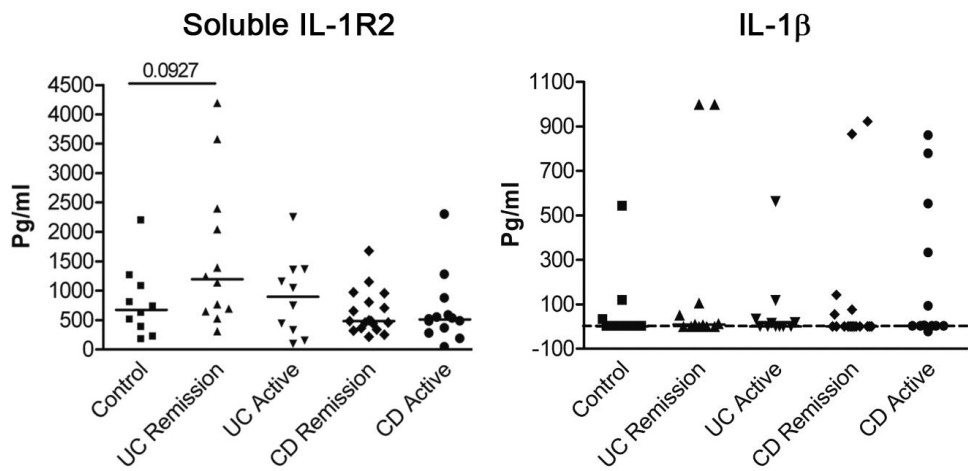 Soluble IL-1R2
0.0927
Pg/ml
4500
4000
3500
3000
2500
2000
1500
1000
500
0
Control
UC Remission
UC Active
CD Remission
CD Active
IL-1β
Pg/ml
1100
900
700
500
300
100
-100
Control
UC Remission
UC Active
CD Remission
CD Active